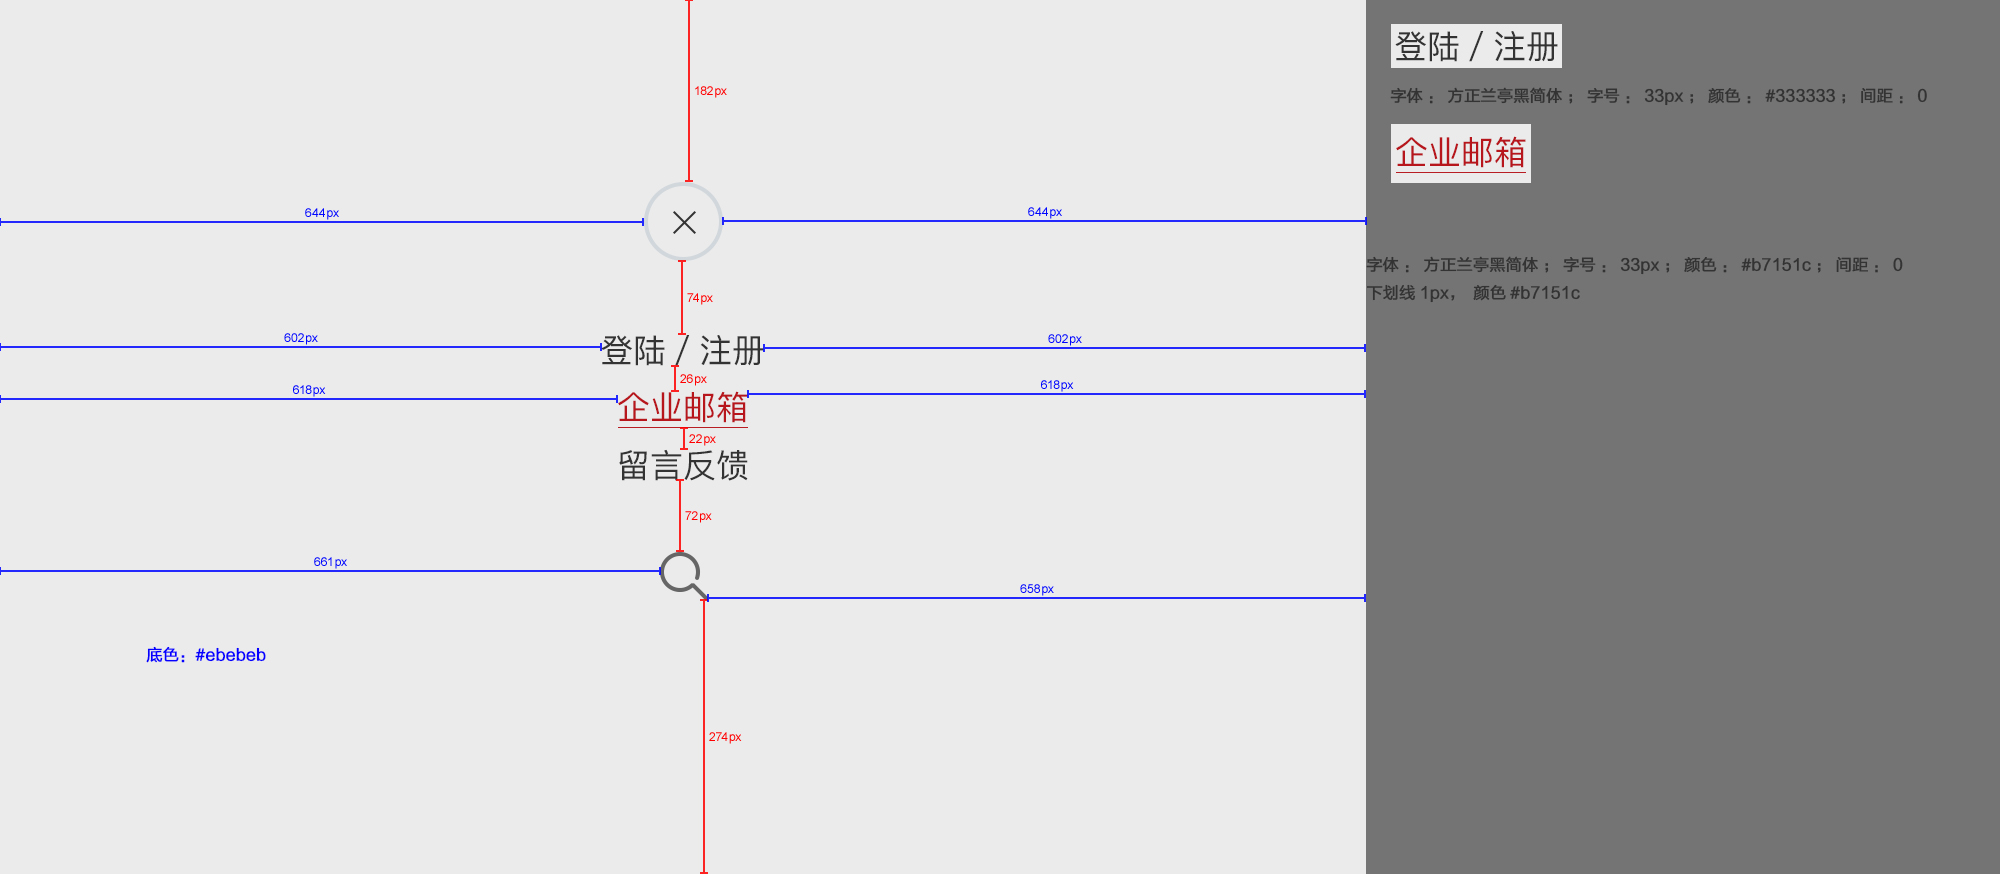 182px
644px
644px
74px
602px
602px
登陆 / 注册
26px
618px
618px
企业邮箱
22px
留言反馈
72px
661px
658px
底色：#ebebeb
274px
登陆 / 注册
字体 ： 方正兰亭黑简体 ； 字号 ： 33px ； 颜色 ： #333333 ； 间距 ： 0
企业邮箱
字体 ： 方正兰亭黑简体 ； 字号 ： 33px ； 颜色 ： #b7151c ； 间距 ： 0
下划线 1px， 颜色 #b7151c